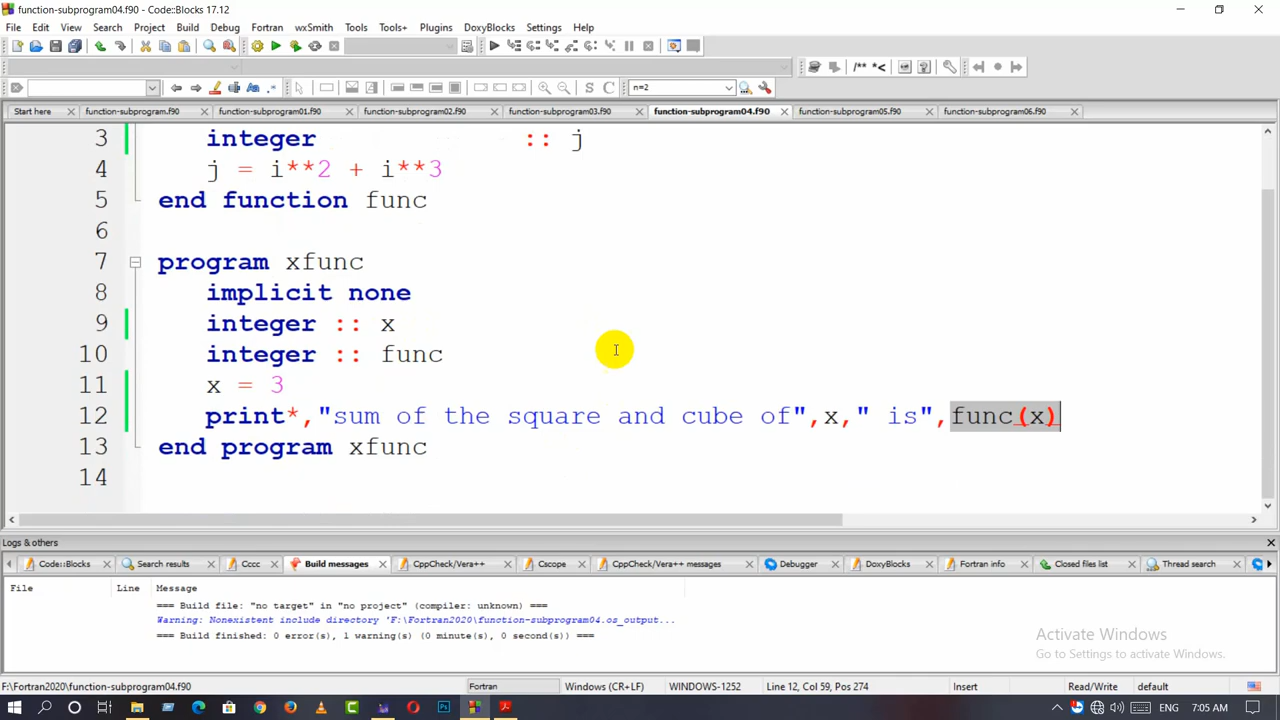 function-subprogram04.f90 - Code::Blocks 17.12
File Edit View Search Project Build Debug Fortran wxSmith Tools Tools+ Plugins DoxyBlocks Settings Help
/** *<
S C n=2
Start here function-subprogram.f90 function-subprogram01.f90 function-subprogram02.f90 function-subprogram03.f90 function-subprogram04.f90 function-subprogram05.f90 function-subprogram06.f90
3 integer :: j
4 j = i**2 + i**3
5 end function func
6
7 program xfunc
8 implicit none
9 integer :: x
10 integer :: func
11 x = 3
12 print*,"sum of the square and cube of",x," is",func(x)
13 end program xfunc
14
Logs & others
Code::Blocks Search results Cccc Build messages CppCheck/Vera++ Cscope CppCheck/Vera++ messages Debugger DoxyBlocks Fortran info Closed files list Thread search
File Line Message
=== Build file: "no target" in "no project" (compiler: unknown) ===
Warning: Nonexistent include directory 'F:\Fortran2020\function-subprogram04.os_output...
=== Build finished: 0 error(s), 1 warning(s) (0 minute(s), 0 second(s)) ===
Activate Windows
Go to Settings to activate Windows.
F:\Fortran2020\function-subprogram04.f90 Fortran Windows (CR+LF) WINDOWS-1252 Line 12, Col 59, Pos 274 Insert Read/Write default
ENG 7:05 AM